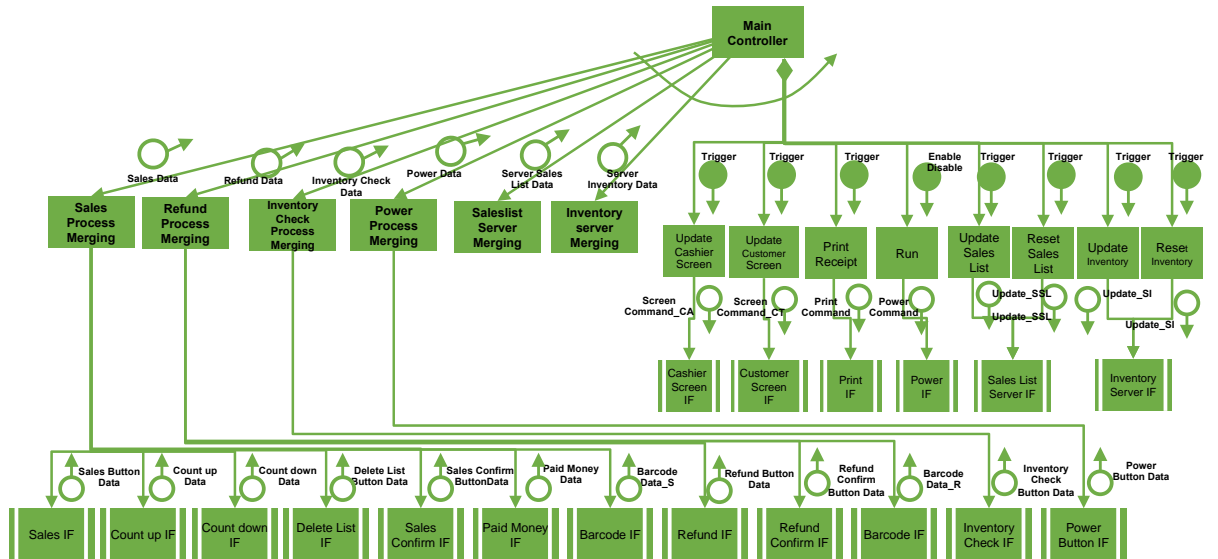 Main
Controller
Sales Data
Refund Data
Inventory Check
Data
Power Data
Server Sales
List Data
Server
Inventory Data
Trigger
Trigger
Trigger
Enable
Disable
Trigger
Trigger
Trigger
Trigger
Sales
Process
Merging
Refund
Process
Merging
Inventory
Check
Process
Merging
Power
Process
Merging
Saleslist
Server
Merging
Inventory
server
Merging
Update
Cashier
Screen
Update
Customer
Screen
Print
Receipt
Run
Update
Sales
List
Reset
Sales
List
Update
Inventory
Reset
Inventory
Screen
Command_CA
Screen
Command_CT
Print
Command
Power
Command
Update_SSL
Update_SSL
Update_SI
Update_SI
Cashier
Screen
IF
Customer
Screen
IF
Print
IF
Power
IF
Sales List
Server IF
Inventory
Server IF
Sales Button
Data
Count up
Data
Count down
Data
Delete List
Button Data
Sales Confirm
ButtonData
Paid Money
Data
Barcode
Data_S
Refund Button
Data
Refund
Confirm
Button Data
Barcode
Data_R
Inventory
Check
Button Data
Power
Button Data
Sales IF
Count up IF
Count down
IF
Delete List
IF
Sales
Confirm IF
Paid Money
IF
Barcode IF
Refund IF
Refund
Confirm IF
Barcode IF
Inventory
Check IF
Power
Button IF